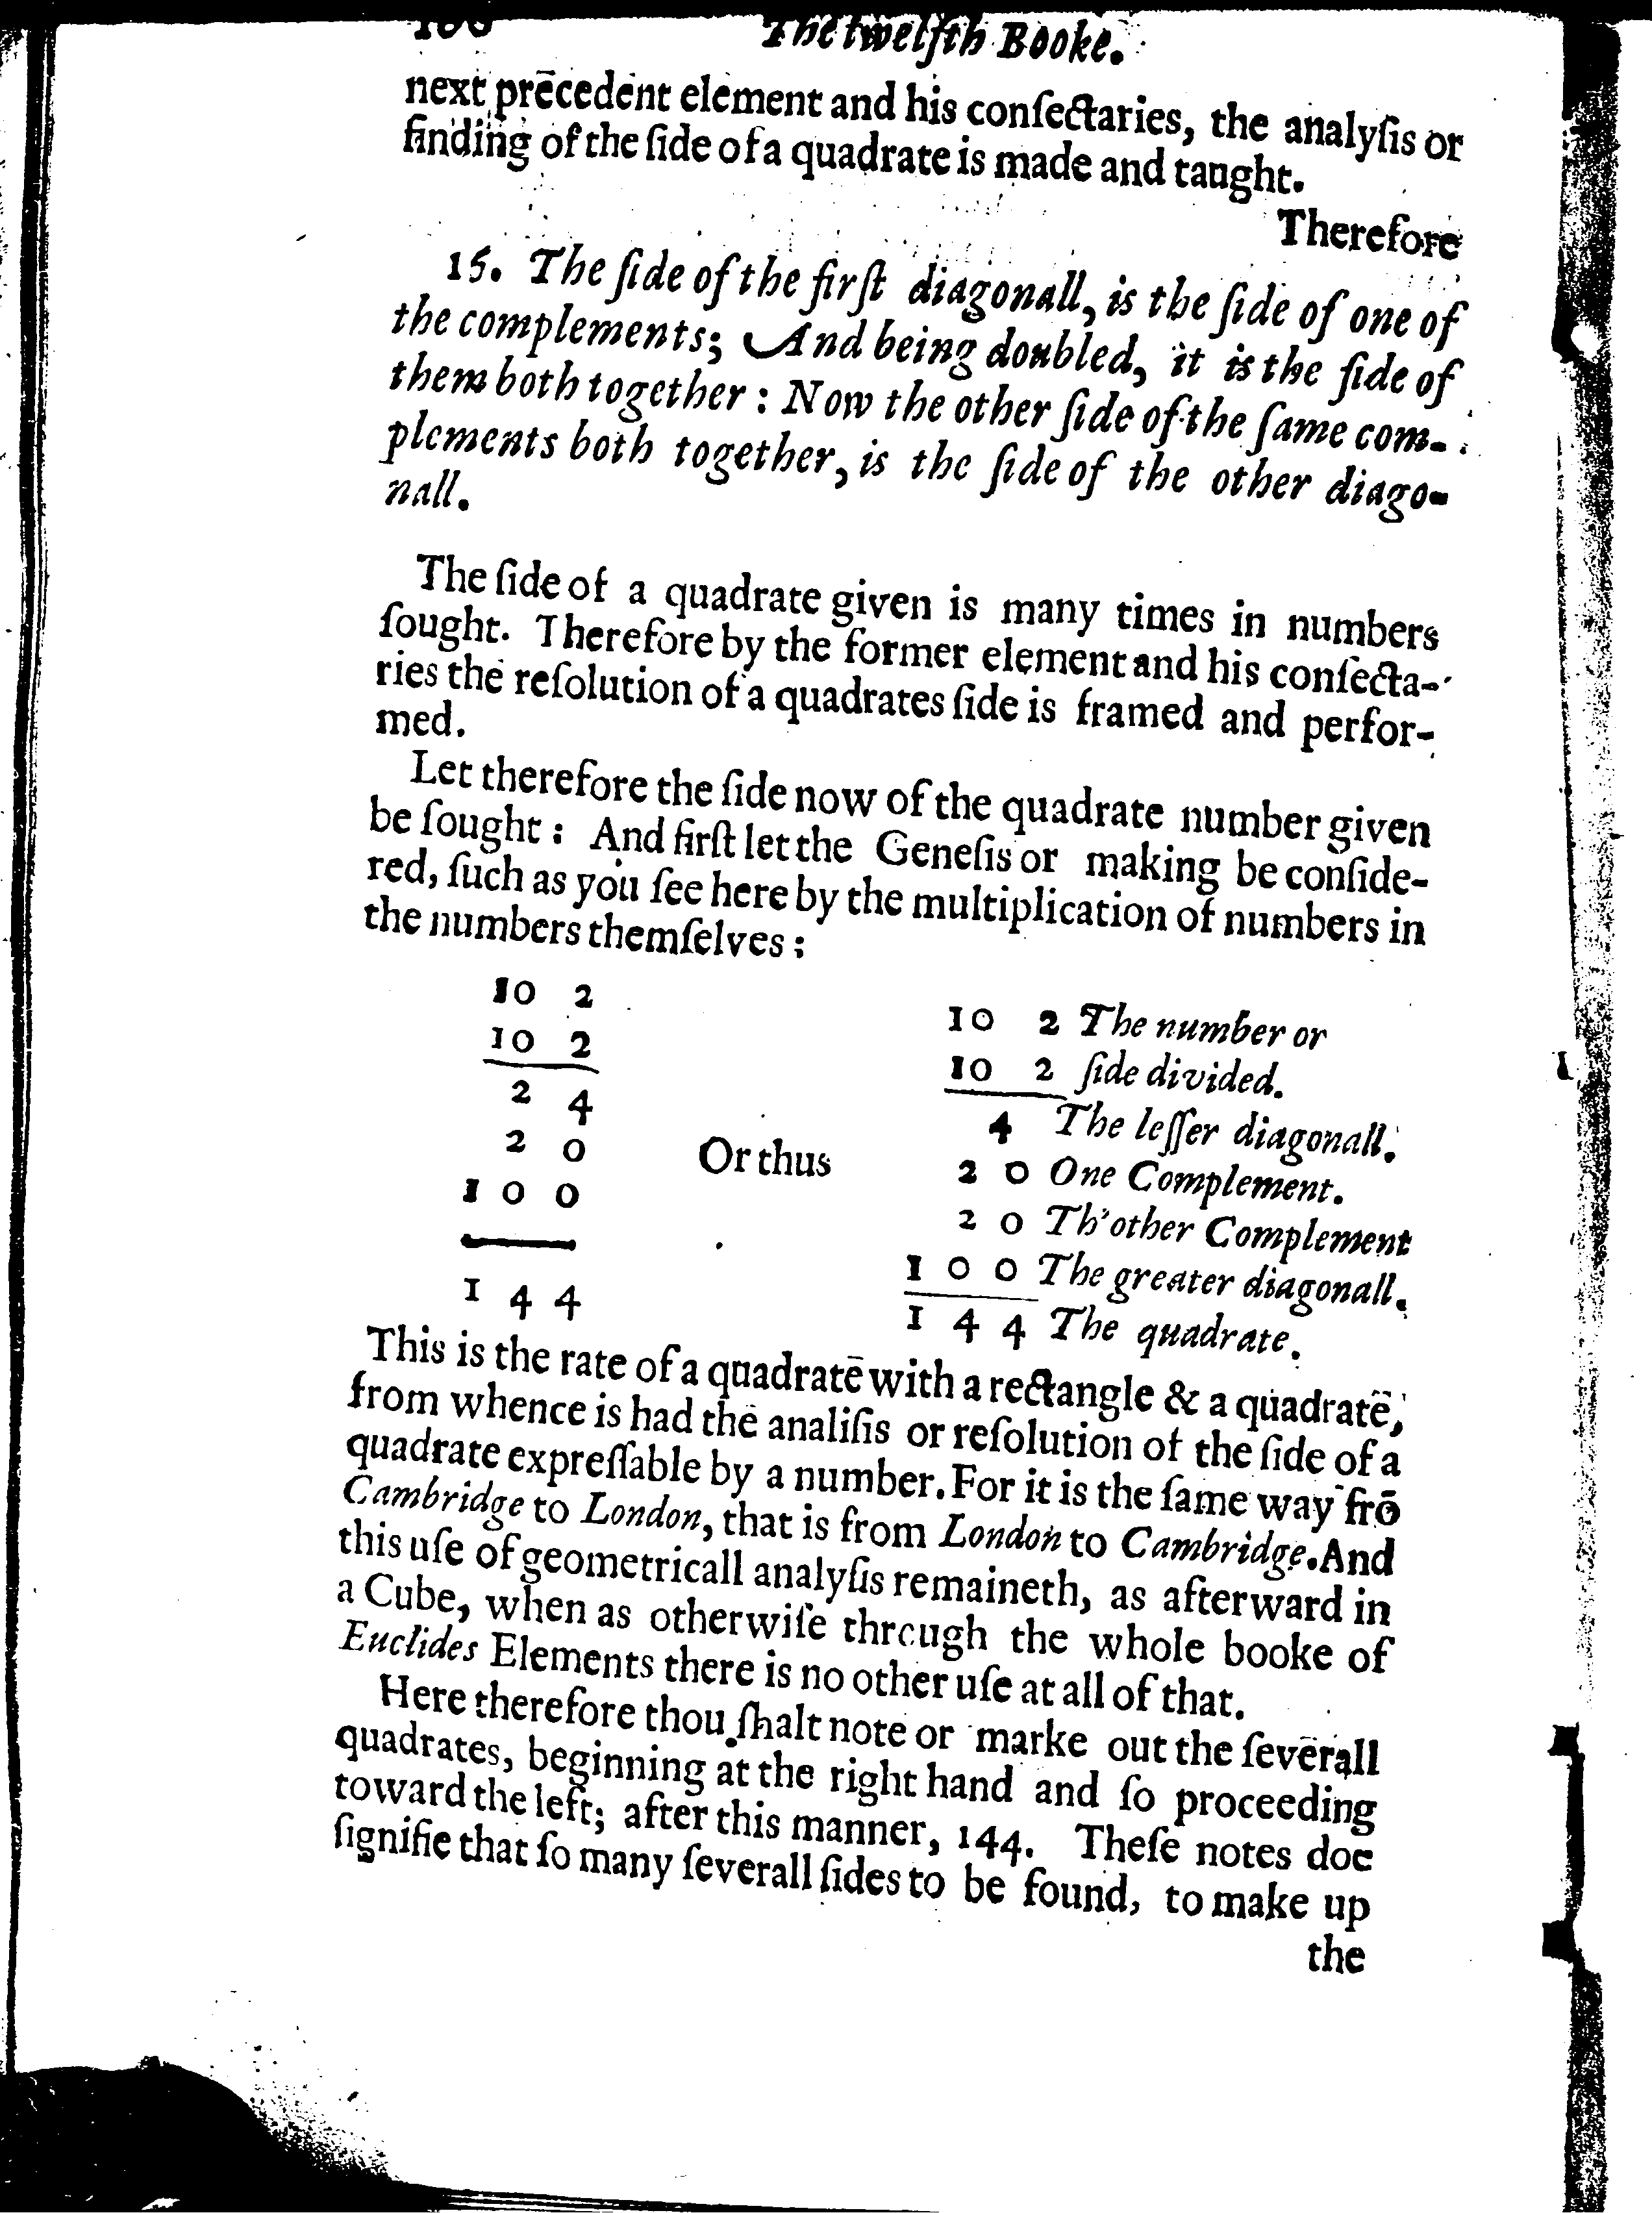 The twelfth Booke.
next prēcedent element and his conſectaries, the analyſis or
finding of the ſide of a quadrate is made and taught.
Therefore
15. The ſide of the firſt diagonall, is the ſide of one of
the complements; And being doubled, it is the ſide of
them both together: Now the other ſide of the ſame com-
plements both together, is the ſide of the other diago-
nall.
The ſide of a quadrate given is many times in numbers
ſought. Therefore by the former element and his conſecta-
ries the reſolution of a quadrates ſide is framed and perfor-
med.
Let therefore the ſide now of the quadrate number given
be ſought: And firſt let the Geneſis or making be conſide-
red, ſuch as you ſee here by the multiplication of numbers in
the numbers themſelves:
10 2
10 2
2 4
2 0
1 0 0
1 4 4
Or thus
10 2 The number or
10 2 ſide divided.
4 The leſſer diagonall.
2 0 One Complement.
2 0 Th'other Complement
1 0 0 The greater diagonall.
1 4 4 The quadrate.
This is the rate of a quadratē with a rectangle & a quadratē,
from whence is had the analiſis or reſolution of the ſide of a
quadrate expreſſable by a number. For it is the ſame way frō
Cambridge to London, that is from London to Cambridge. And
this uſe of geometricall analyſis remaineth, as afterward in
a Cube, when as otherwiſe through the whole booke of
Euclides Elements there is no other uſe at all of that.
Here therefore thou ſhalt note or marke out the ſeverall
quadrates, beginning at the right hand and ſo proceeding
toward the left; after this manner, 144. Theſe notes doe
ſignifie that ſo many ſeverall ſides to be found, to make up
the